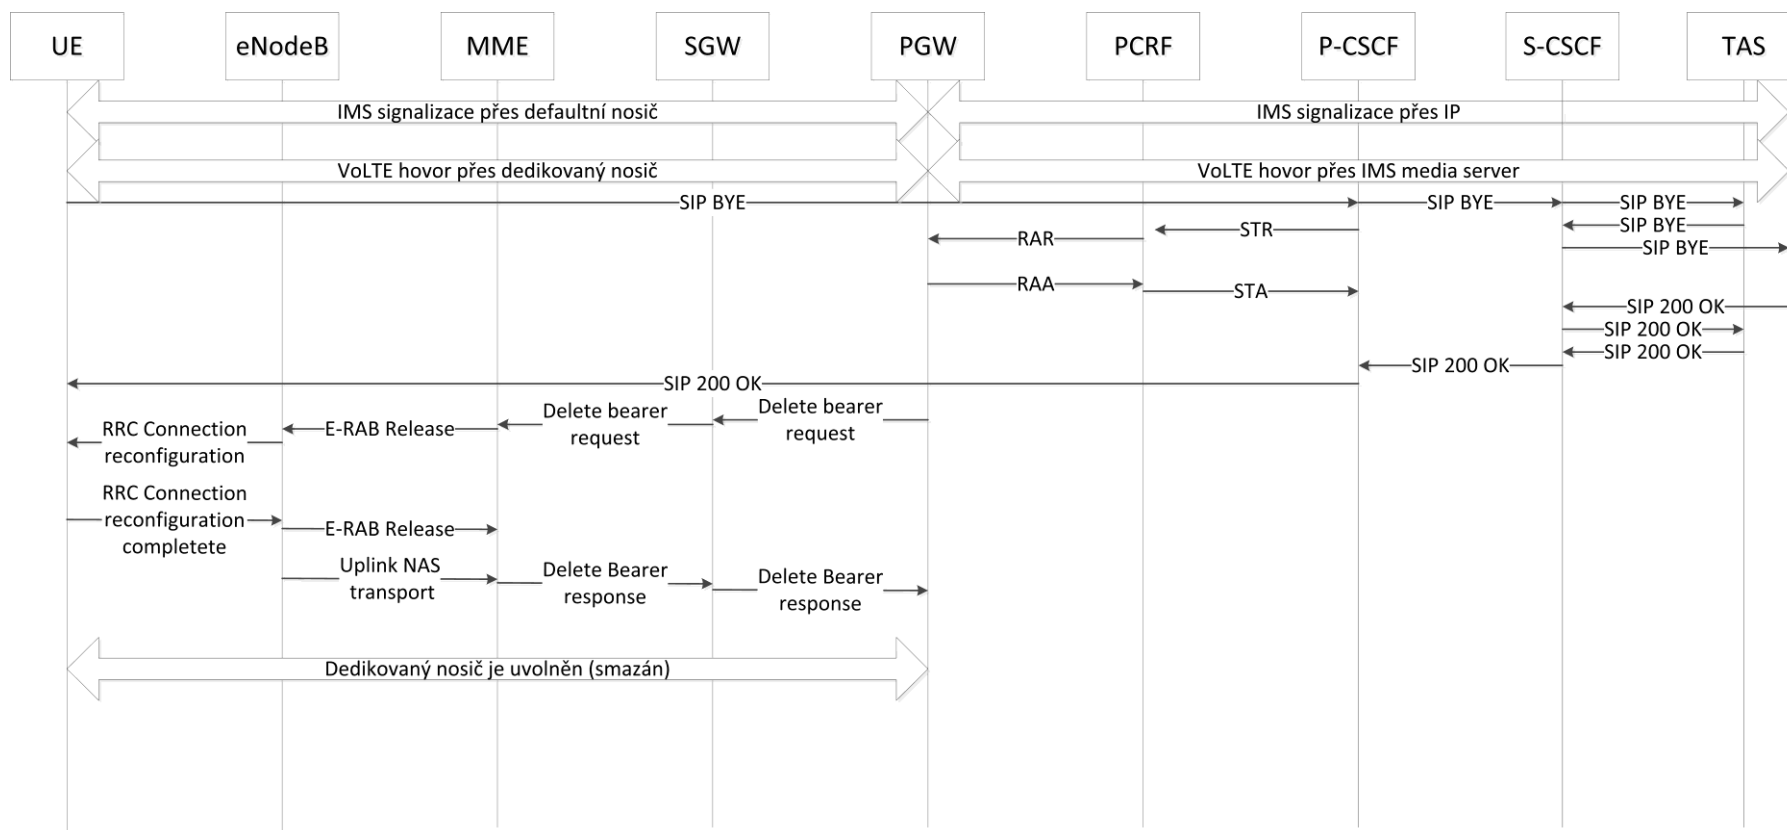 UE
eNodeB
MME
SGW
PGW
PCRF
P-CSCF
S-CSCF
TAS
IMS signalizace přes defaultní nosič
IMS signalizace přes IP
VoLTE hovor přes dedikovaný nosič
VoLTE hovor přes IMS media server
SIP BYE
SIP BYE
SIP BYE
SIP BYE
STR
RAR
SIP BYE
RAA
STA
SIP 200 OK
SIP 200 OK
SIP 200 OK
SIP 200 OK
SIP 200 OK
Delete bearer
request
Delete bearer
request
E-RAB Release
RRC Connection
reconfiguration
RRC Connection
reconfiguration
completete
E-RAB Release
Uplink NAS
transport
Delete Bearer
response
Delete Bearer
response
Dedikovaný nosič je uvolněn (smazán)